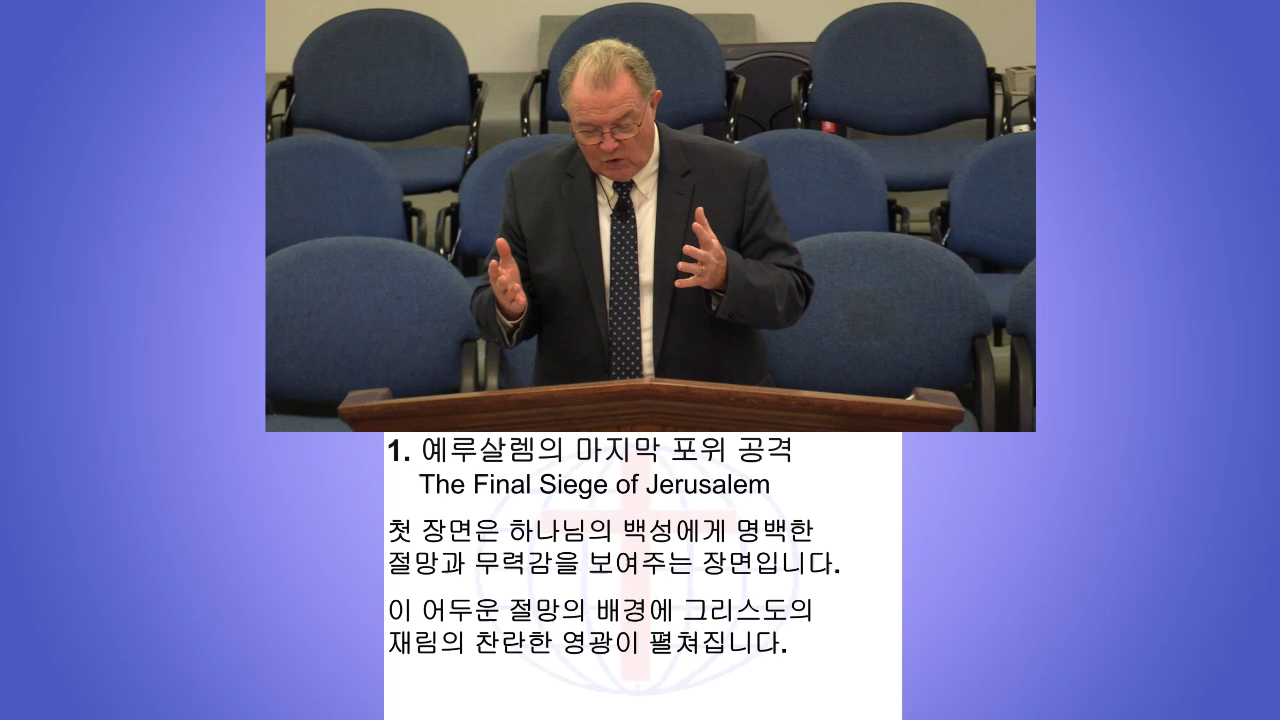 1. 예루살렘의 마지막 포위 공격
The Final Siege of Jerusalem
첫 장면은 하나님의 백성에게 명백한
절망과 무력감을 보여주는 장면입니다.
이 어두운 절망의 배경에 그리스도의
재림의 찬란한 영광이 펼쳐집니다.